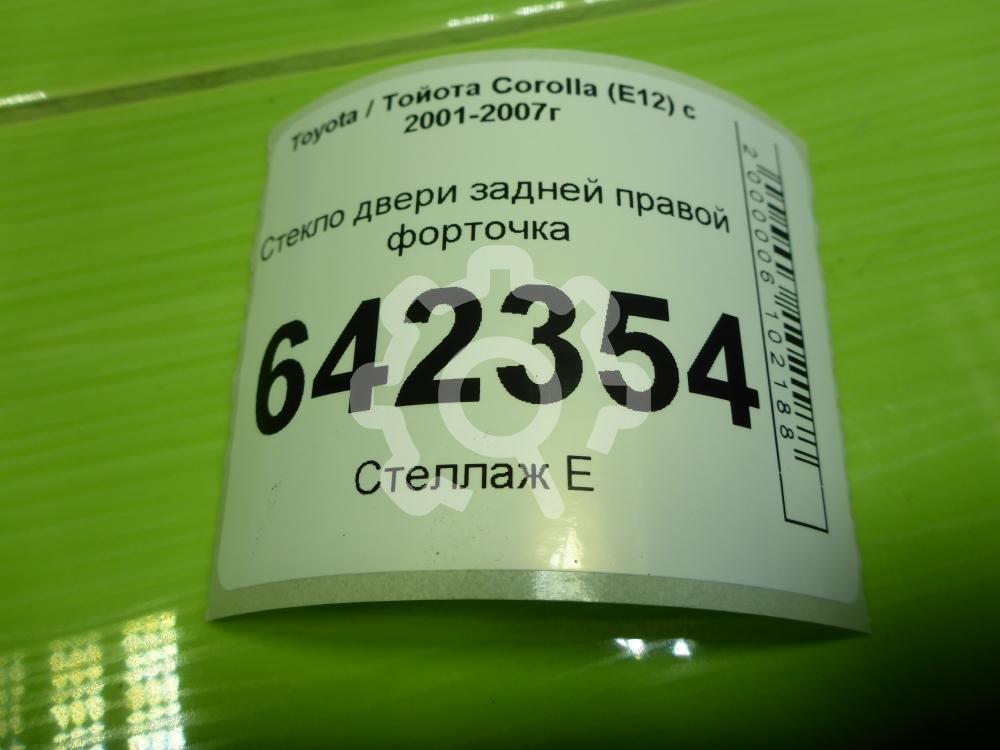 Toyota / Тойота Corolla (E12) с
2001-2007г
Стекло двери задней правой
форточка
642354
Стеллаж Е
2000006102188